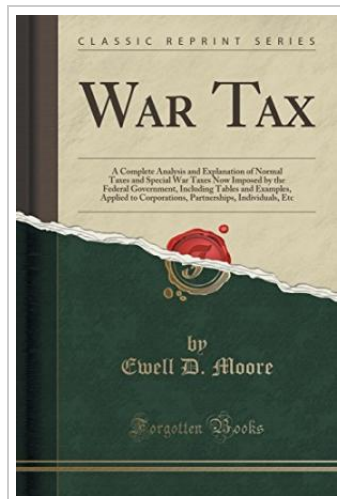 CLASSIC REPRINT SERIES
WAR TAX
A Complete Analysis and Explanation of Normal
Taxes and Special War Taxes Now Imposed by the
Federal Government, Including Tables and Examples,
Applied to Corporations, Partnerships, Individuals, Etc
by
Ewell D. Moore
Forgotten Books